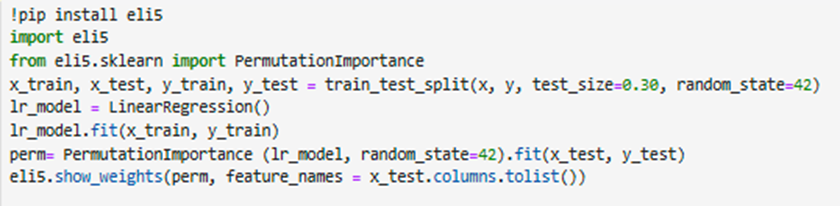 !pip install eli5
import eli5
from eli5.sklearn import PermutationImportance
x_train, x_test, y_train, y_test = train_test_split(x, y, test_size=0.30, random_state=42)
lr_model = LinearRegression()
lr_model.fit(x_train, y_train)
perm= PermutationImportance (lr_model, random_state=42).fit(x_test, y_test)
eli5.show_weights(perm, feature_names = x_test.columns.tolist())